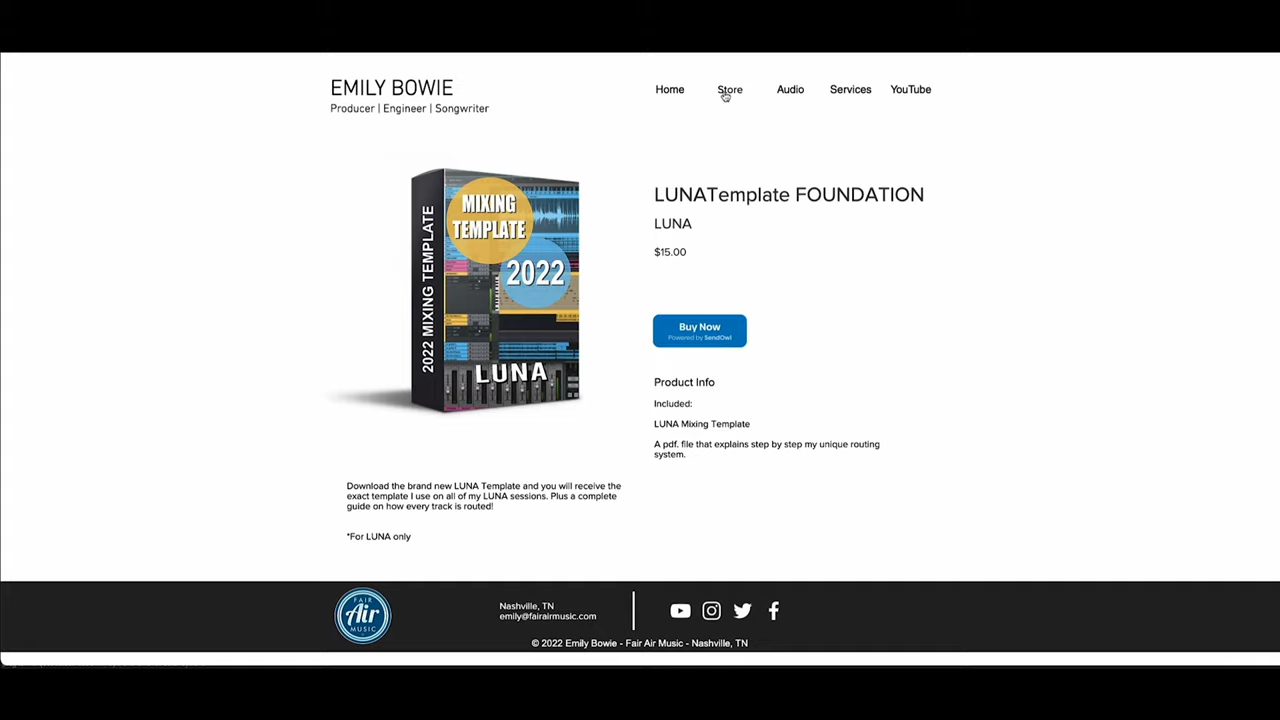 EMILY BOWIE
Producer | Engineer | Songwriter
Home
Store
Audio
Services
YouTube
2022 MIXING TEMPLATE
MIXING
TEMPLATE
2022
LUNA
LUNATemplate FOUNDATION
LUNA
$15.00
Buy Now
Powered by SendOwl
Product Info
Included:
LUNA Mixing Template
A pdf. file that explains step by step my unique routing
system.
Download the brand new LUNA Template and you will receive the
exact template I use on all of my LUNA sessions. Plus a complete
guide on how every track is routed!
*For LUNA only
FAIR
Air
MUSIC
Nashville, TN
emily@fairairmusic.com
© 2022 Emily Bowie - Fair Air Music - Nashville, TN